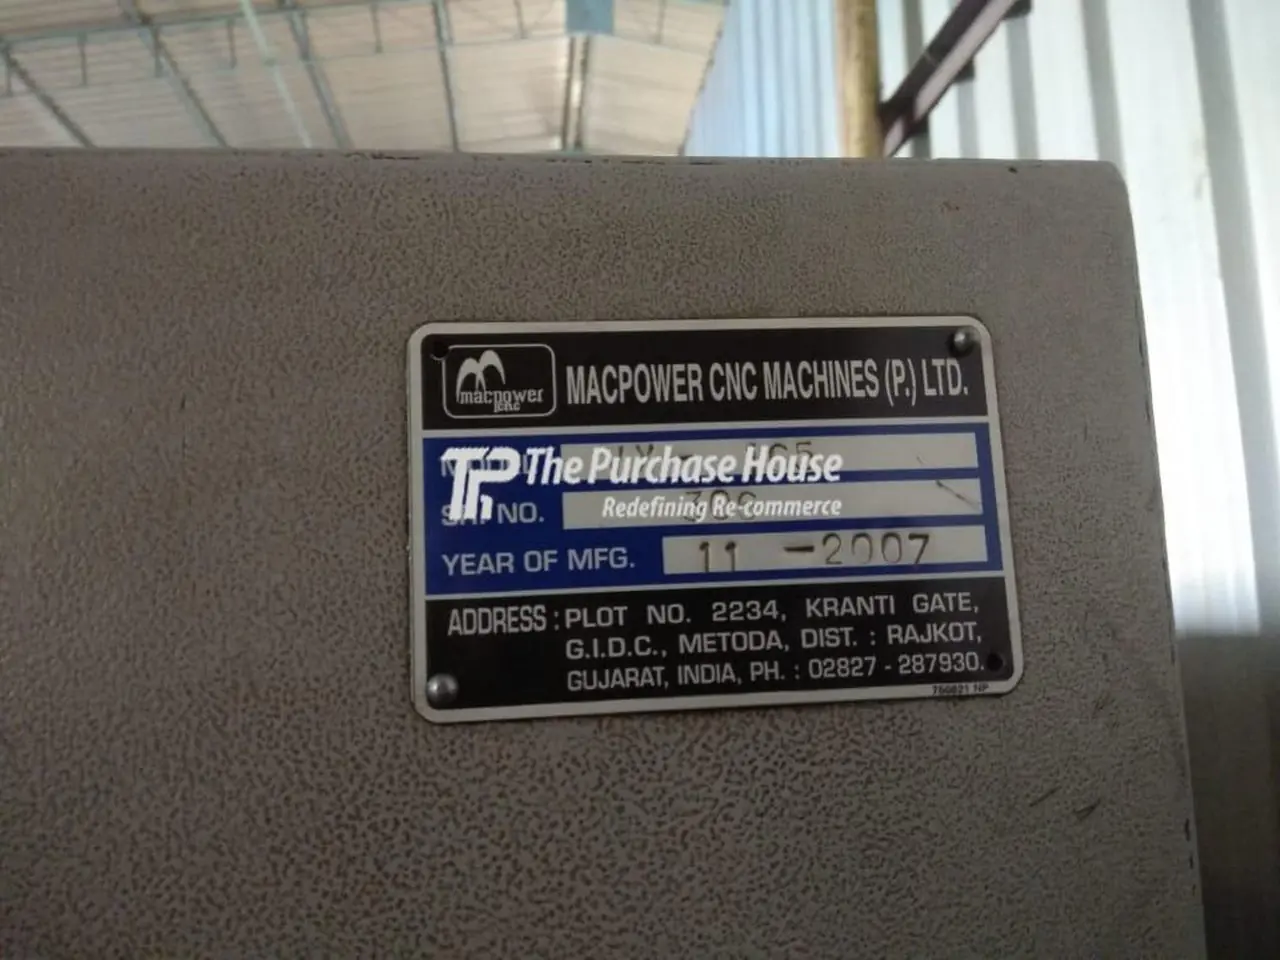 macpower
cnc
MACPOWER CNC MACHINES (P.) LTD.
The Purchase House
Redefining Re-commerce
NO.
YEAR OF MFG. 11 -2007
ADDRESS : PLOT NO. 2234, KRANTI GATE,
G.I.D.C., METODA, DIST. : RAJKOT,
GUJARAT, INDIA, PH. : 02827 - 287930.